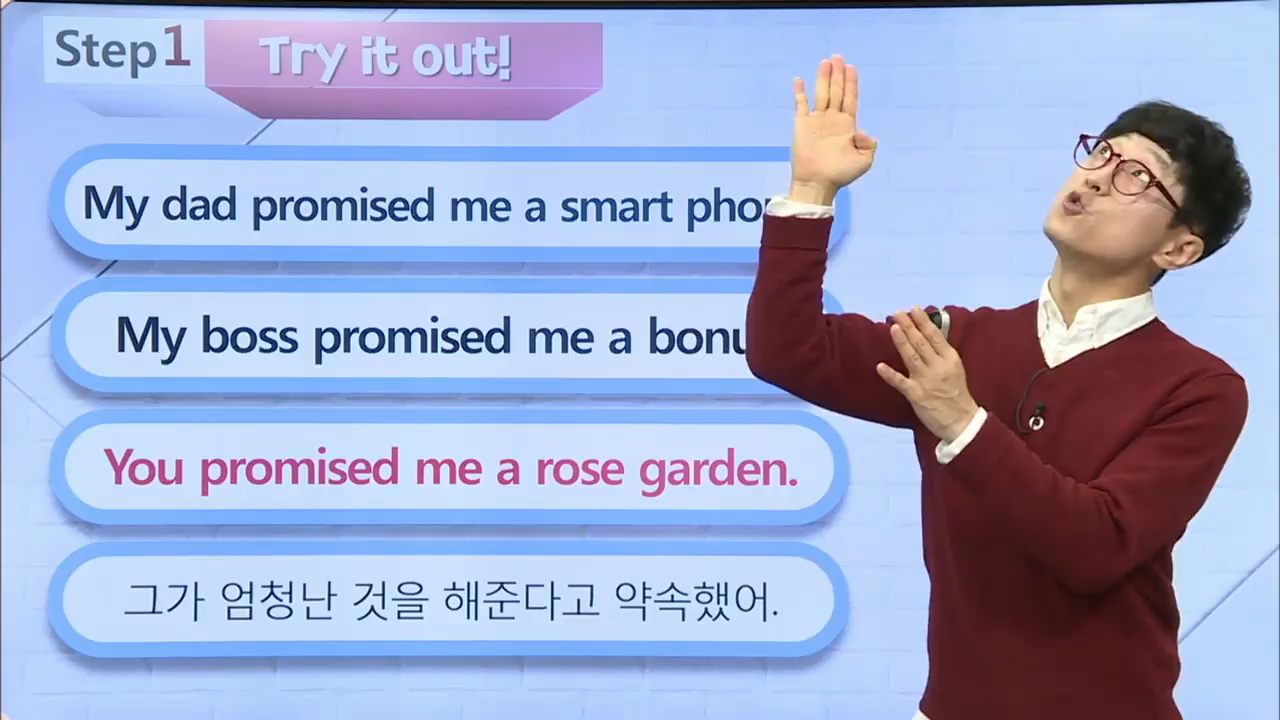 Step1
Try it out!
My dad promised me a smart
My boss promised me a
You promised me a rose garden.
그가 엄청난 것을 해준다고 약속했어.